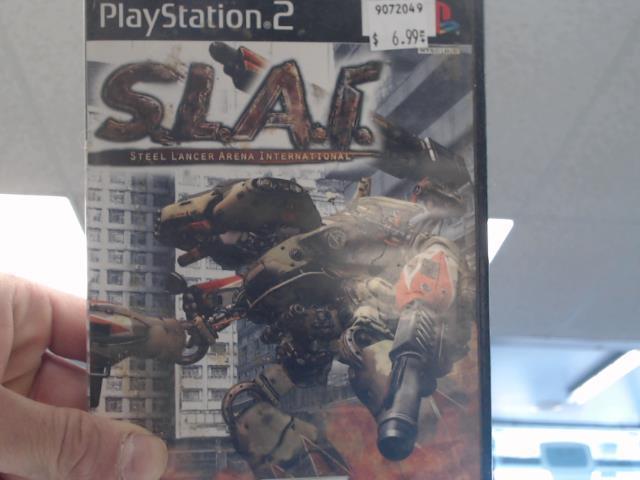 PlayStation.2
9072049
$ 6.99
S.L.A.I.
STEEL LANCER ARENA INTERNATIONAL